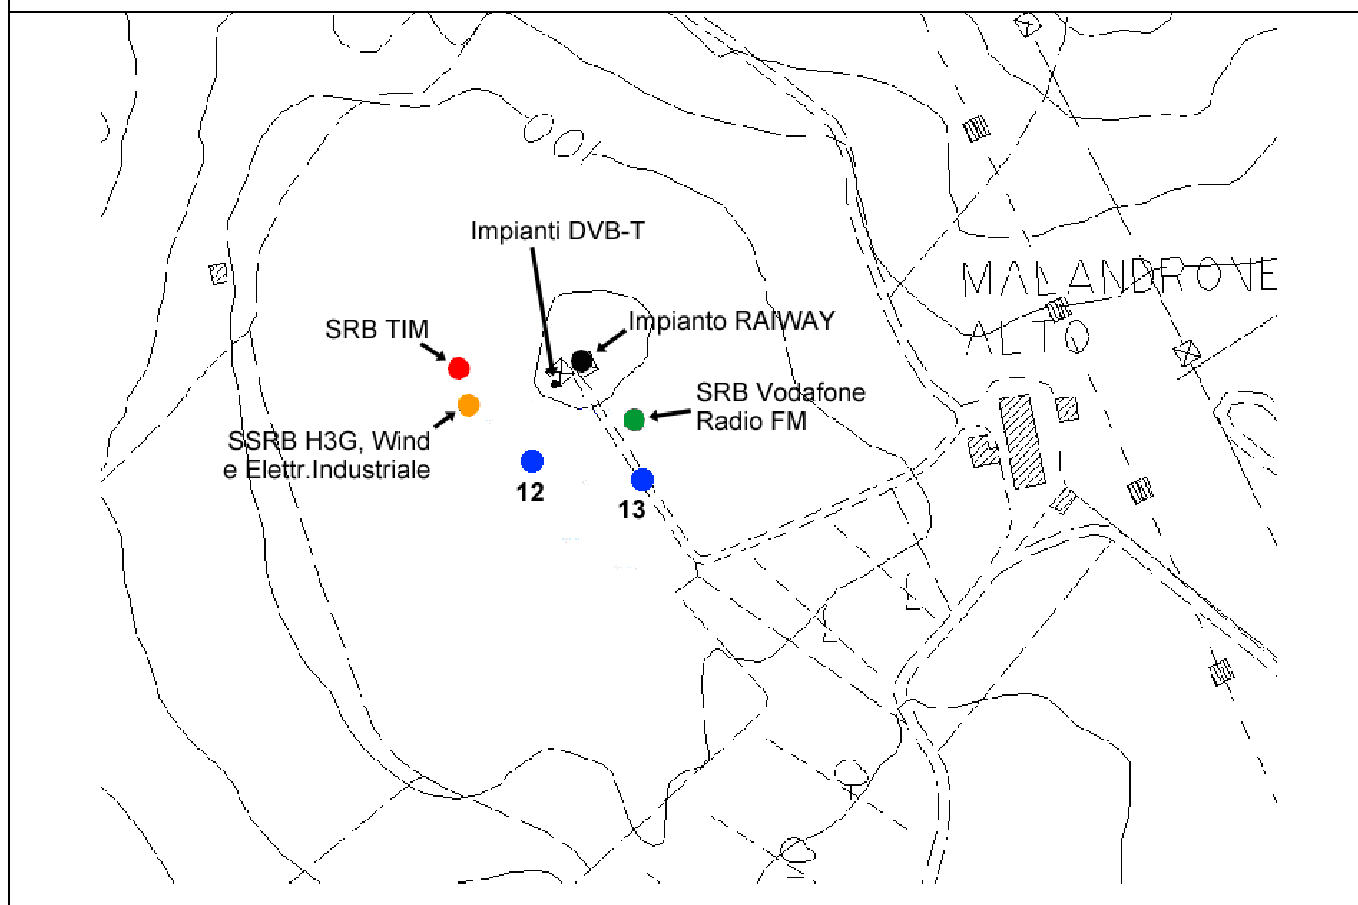 001
Impianti DVB-T
MALANDRONE
ALTO
Impianto RAIWAY
SRB TIM
SRB Vodafone
Radio FM
SSRB H3G, Wind
e Elettr.Industriale
12
13